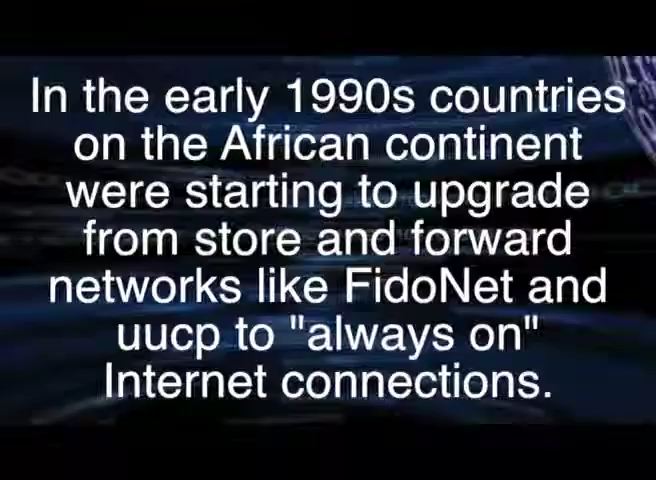 In the early 1990s countries
on the African continent
were starting to upgrade
from store and forward
networks like FidoNet and
uucp to "always on"
Internet connections.